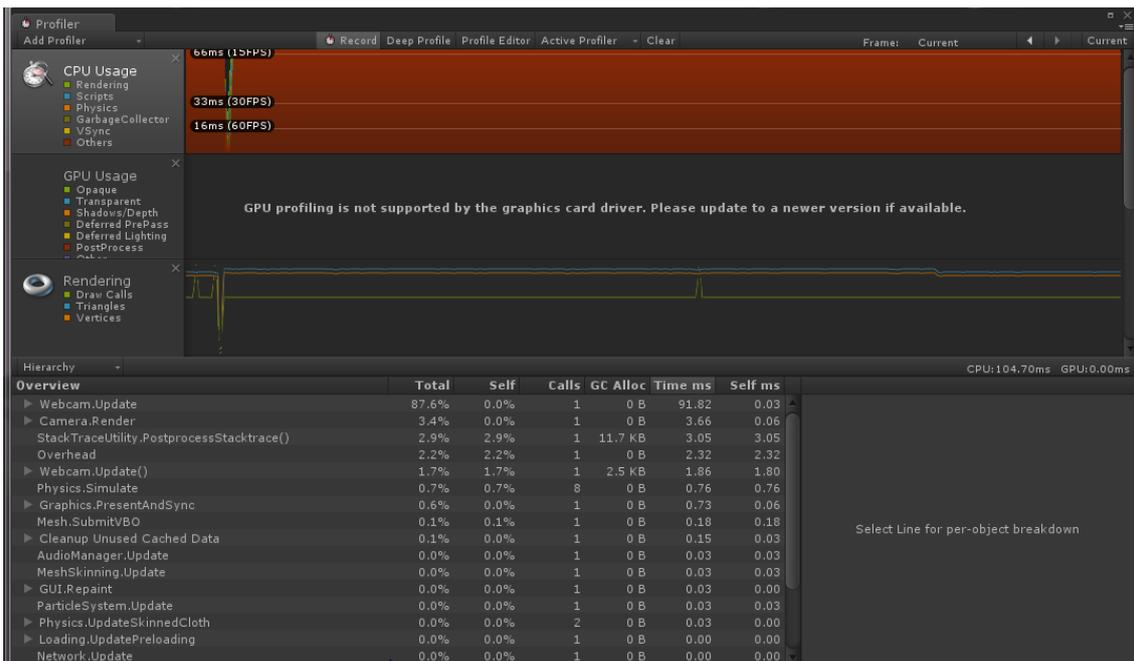 Profiler
Add Profiler Record Deep Profile Profile Editor Active Profiler Clear Frame: Current Current
CPU Usage
Rendering
Scripts
Physics
GarbageCollector
VSync
Others
66ms (15FPS)
33ms (30FPS)
16ms (60FPS)
GPU Usage
Opaque
Transparent
Shadows/Depth
Deferred PrePass
Deferred Lighting
PostProcess
Other
GPU profiling is not supported by the graphics card driver. Please update to a newer version if available.
Rendering
Draw Calls
Triangles
Vertices
Hierarchy CPU:104.70ms GPU:0.00ms
Overview Total Self Calls GC Alloc Time ms Self ms
Webcam.Update 87.6% 0.0% 1 0 B 91.82 0.03
Camera.Render 3.4% 0.0% 1 0 B 3.66 0.06
StackTraceUtility.PostprocessStacktrace() 2.9% 2.9% 1 11.7 KB 3.05 3.05
Overhead 2.2% 2.2% 1 0 B 2.32 2.32
Webcam.Update() 1.7% 1.7% 1 2.5 KB 1.86 1.80
Physics.Simulate 0.7% 0.7% 8 0 B 0.76 0.76
Graphics.PresentAndSync 0.6% 0.0% 1 0 B 0.73 0.06
Mesh.SubmitVBO 0.1% 0.1% 1 0 B 0.18 0.18
Cleanup Unused Cached Data 0.1% 0.0% 1 0 B 0.15 0.03
AudioManager.Update 0.0% 0.0% 1 0 B 0.03 0.03
MeshSkinning.Update 0.0% 0.0% 1 0 B 0.03 0.03
GUI.Repaint 0.0% 0.0% 1 0 B 0.03 0.00
ParticleSystem.Update 0.0% 0.0% 1 0 B 0.03 0.03
Physics.UpdateSkinnedCloth 0.0% 0.0% 2 0 B 0.03 0.00
Loading.UpdatePreloading 0.0% 0.0% 1 0 B 0.00 0.00
Network.Update 0.0% 0.0% 1 0 B 0.00 0.00
Select Line for per-object breakdown